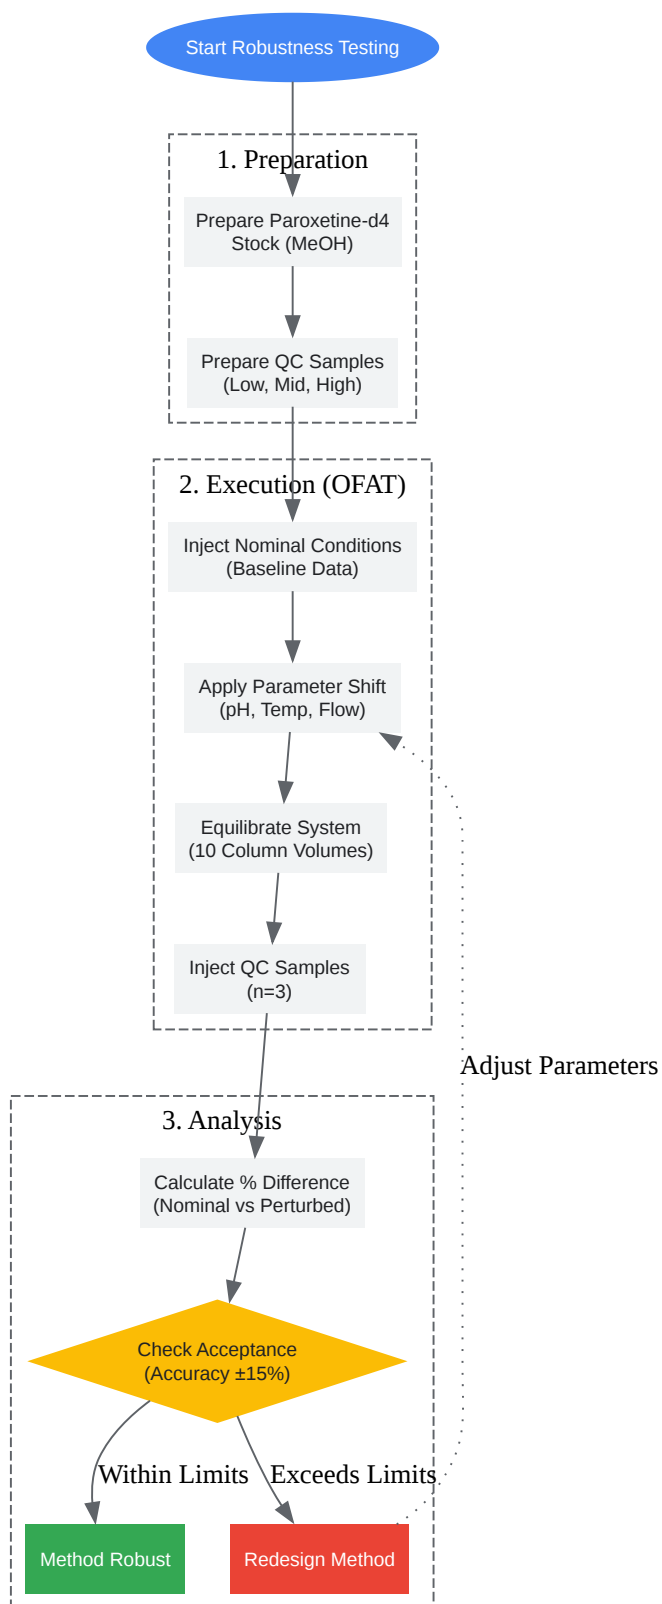 Start Robustness Testing
1. Preparation
Prepare Paroxetine-d4
Stock (MeOH)
Prepare QC Samples
(Low, Mid, High)
2. Execution (OFAT)
Inject Nominal Conditions
(Baseline Data)
Apply Parameter Shift
(pH, Temp, Flow)
Equilibrate System
(10 Column Volumes)
Inject QC Samples
(n=3)
Adjust Parameters
3. Analysis
Calculate % Difference
(Nominal vs Perturbed)
Check Acceptance
(Accuracy ±15%)
Within Limits
Exceeds Limits
Method Robust
Redesign Method